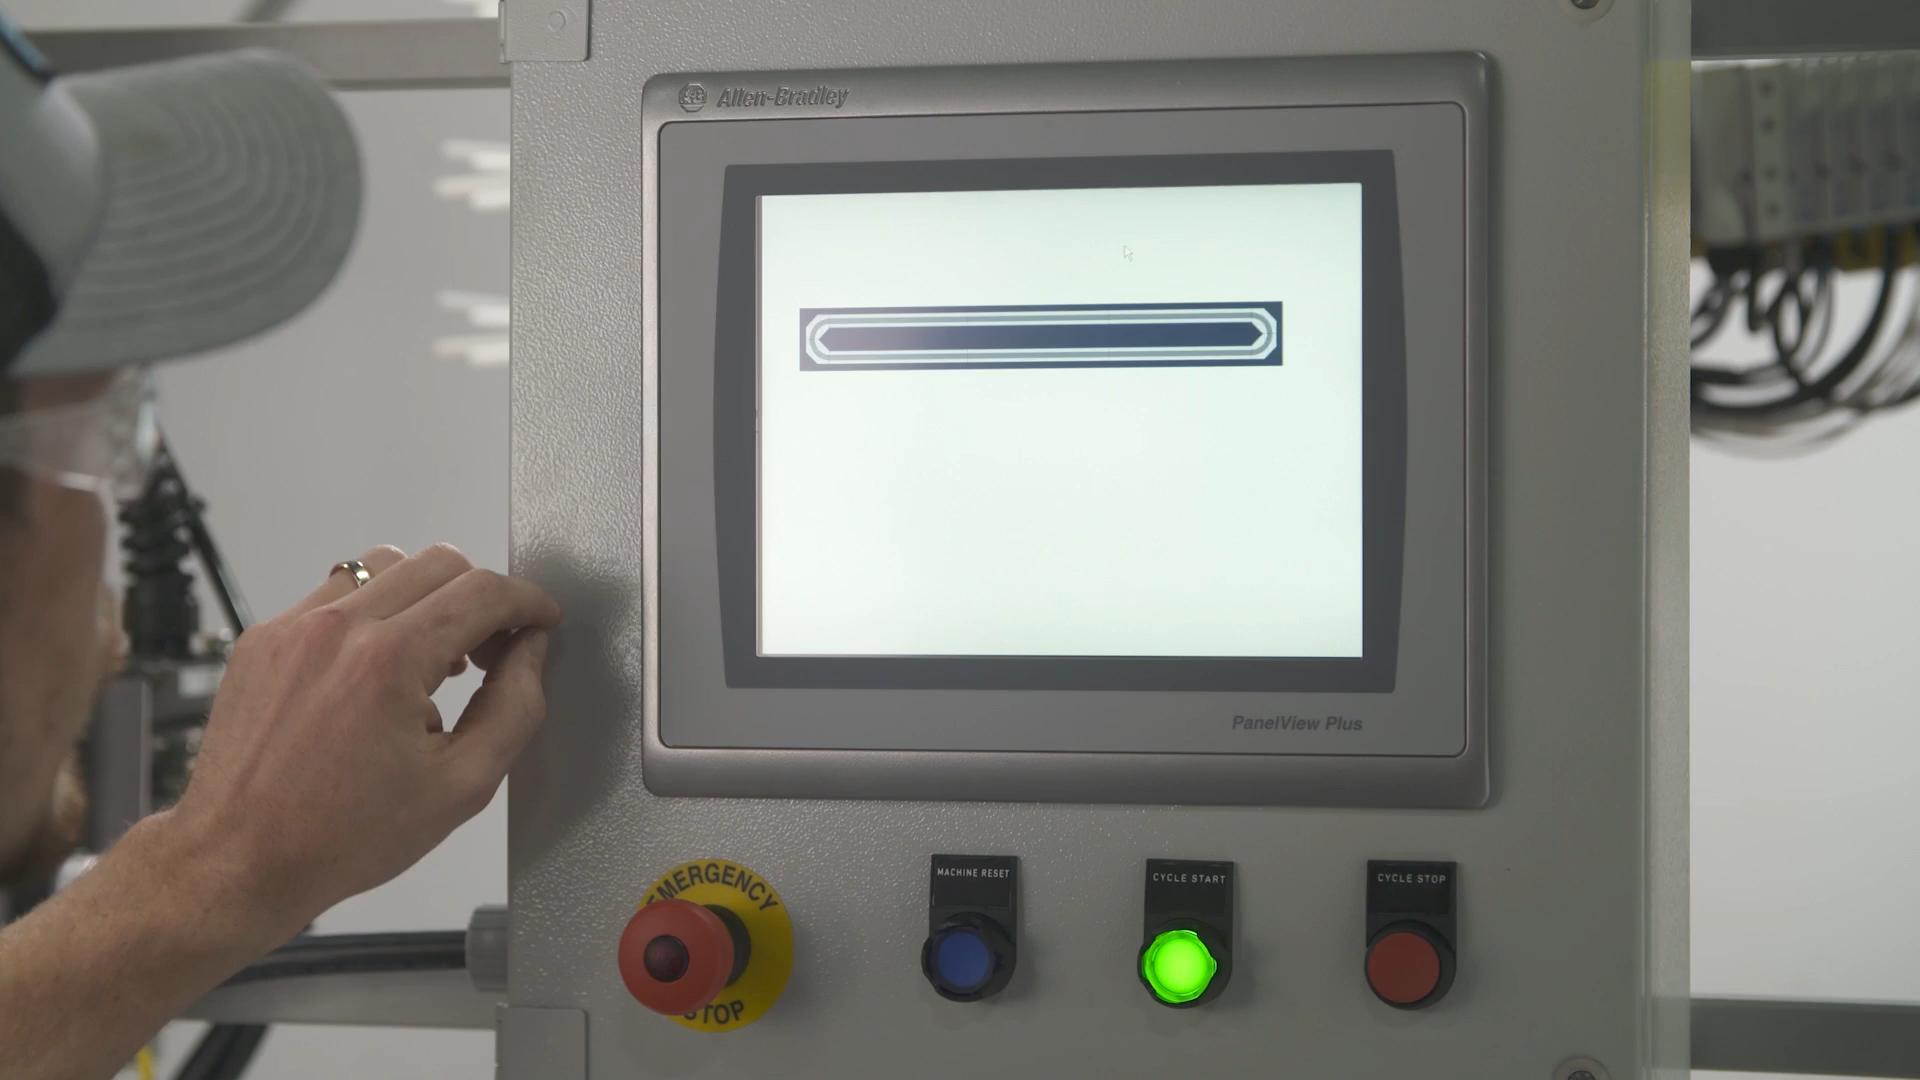 Allen-Bradley
PanelView Plus
EMERGENCY
STOP
MACHINE RESET
CYCLE START
CYCLE STOP